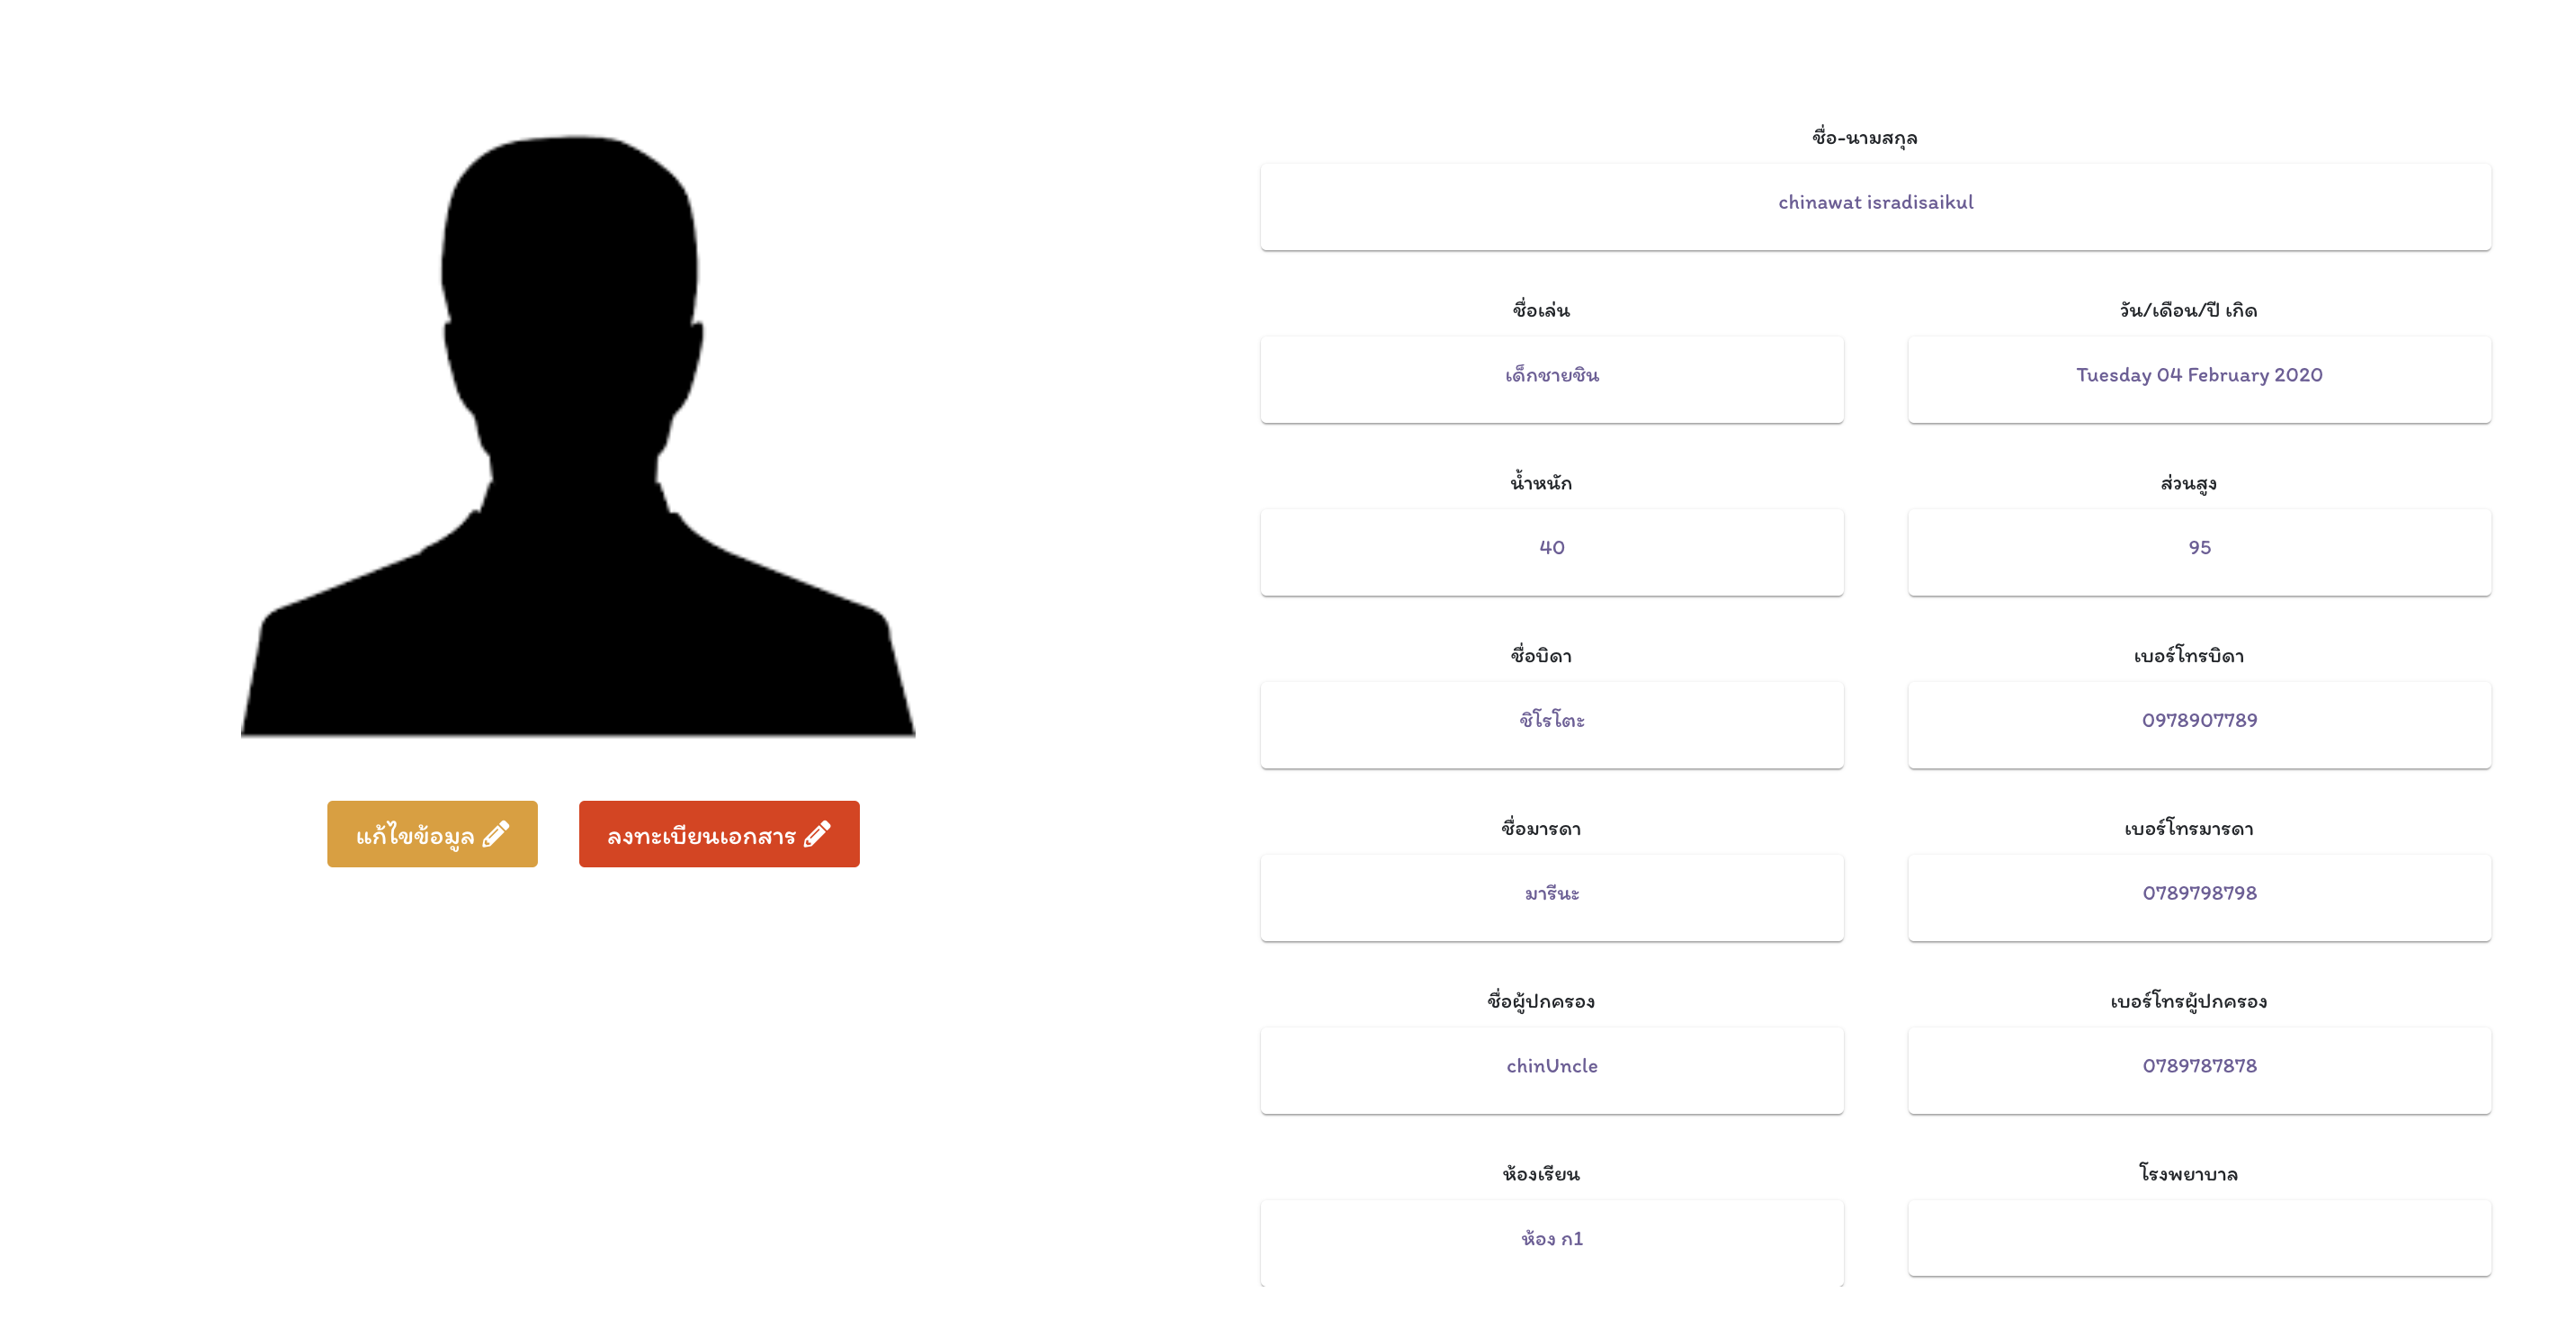 ชื่อ-นามสกุล
chinawat isradisaikul
ชื่อเล่น
วัน/เดือน/ปี เกิด
เด็กชายชิน
Tuesday 04 February 2020
น้ำหนัก
ส่วนสูง
40
95
ชื่อบิดา
เบอร์โทรบิดา
ชิโรโตะ
0978907789
แก้ไขข้อมูล
ลงทะเบียนเอกสาร
ชื่อมารดา
เบอร์โทรมารดา
มารีนะ
0789798798
ชื่อผู้ปกครอง
เบอร์โทรผู้ปกครอง
chinUncle
0789787878
ห้องเรียน
โรงพยาบาล
ห้อง ก1